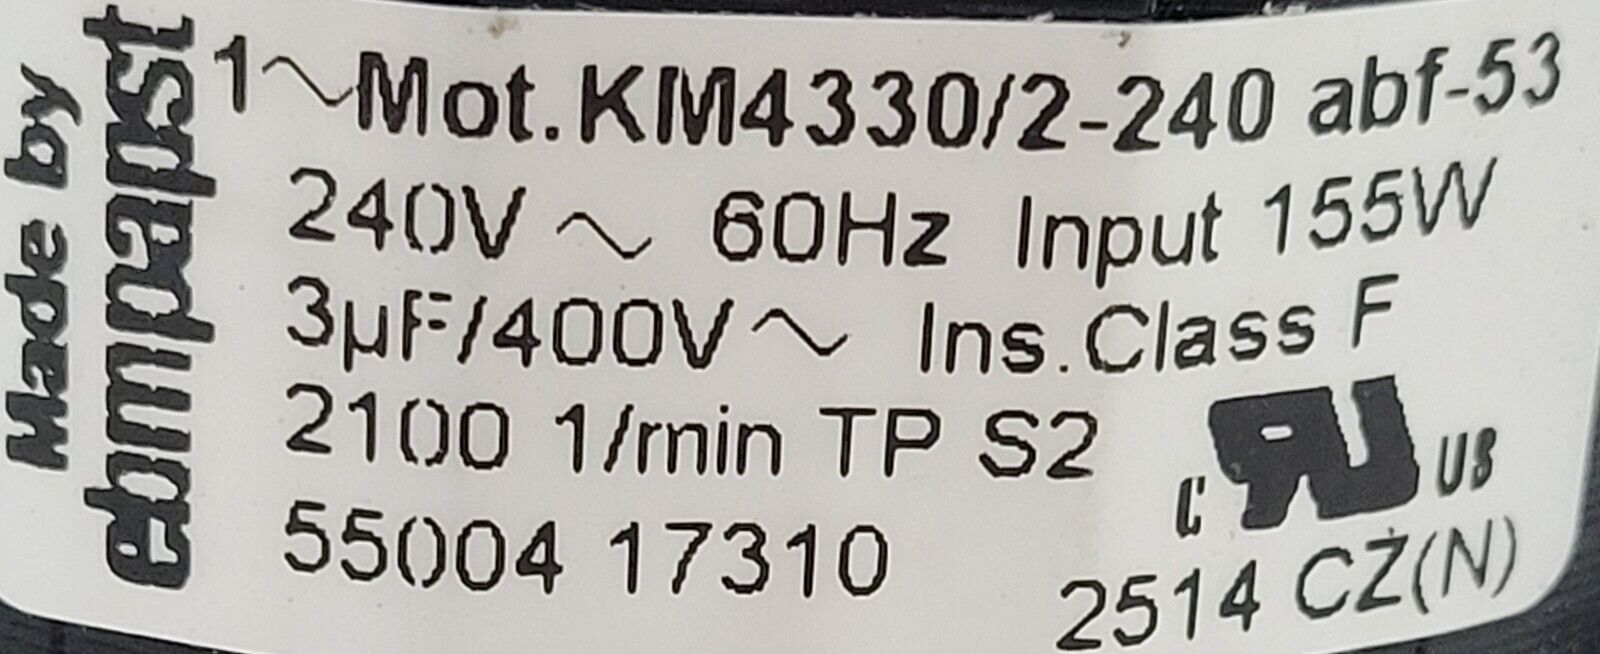 Made by
ebmpapst
1~Mot.KM4330/2-240 abf-53
240V ~ 60Hz Input 155W
3µF/400V~ Ins.Class F
2100 1/min TP S2
55004 17310
c RU US
2514 CZ(N)